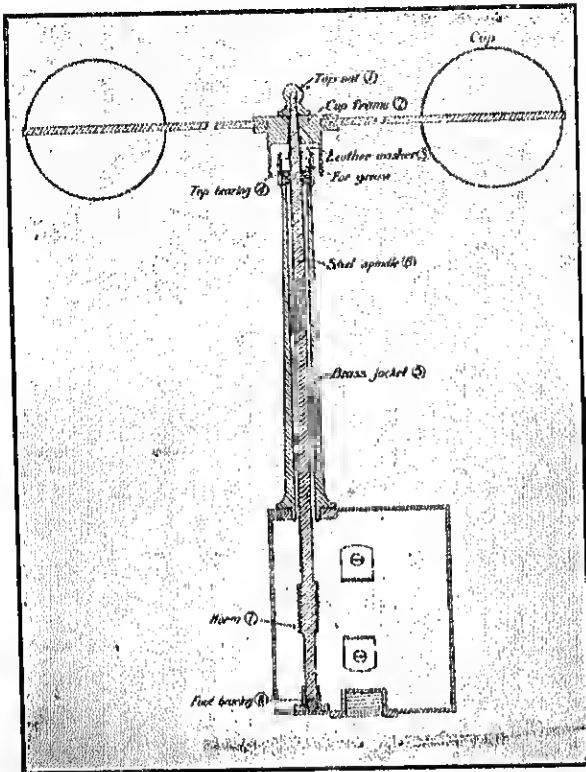 Cup
Top nut ①
Cup frame ②
Leather washer ③
For grease
Top bearing ④
Steel spindle ⑥
Brass jacket ⑤
Worm ⑦
Foot bearing ⑧